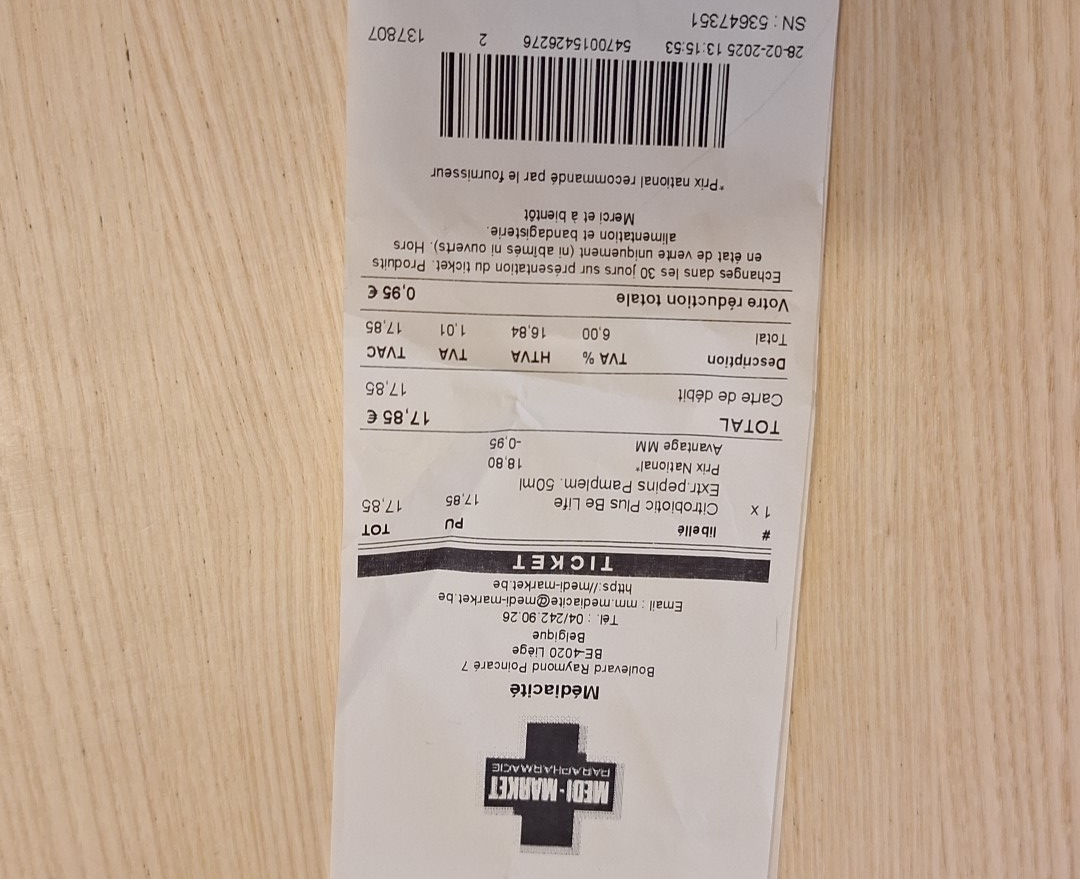 MEDI-MARKET
PARAPHARMACIE
Médiacité
Boulevard Raymond Poincaré 7
BE-4020 Liège
Belgique
Tél. : 04/242.90.26
Email : mm.mediacite@medi-market.be
https://medi-market.be
TICKET
# libellé PU TOT
1 x Citrobiotic Plus Be Life 17,85 17,85
Extr.pepins Pamplem. 50ml
Prix National* 18,80
Avantage MM -0,95
TOTAL 17,85 €
Carte de débit 17,85
Description TVA % HTVA TVA TVAC
Total 6,00 16,84 1,01 17,85
Votre réduction totale 0,95 €
Echanges dans les 30 jours sur présentation du ticket. Produits
en état de vente uniquement (ni abîmés ni ouverts). Hors
alimentation et bandagisterie.
Merci et à bientôt
*Prix national recommandé par le fournisseur
28-02-2025 13:15:53 5470015426276 2 137807
SN : 53647351